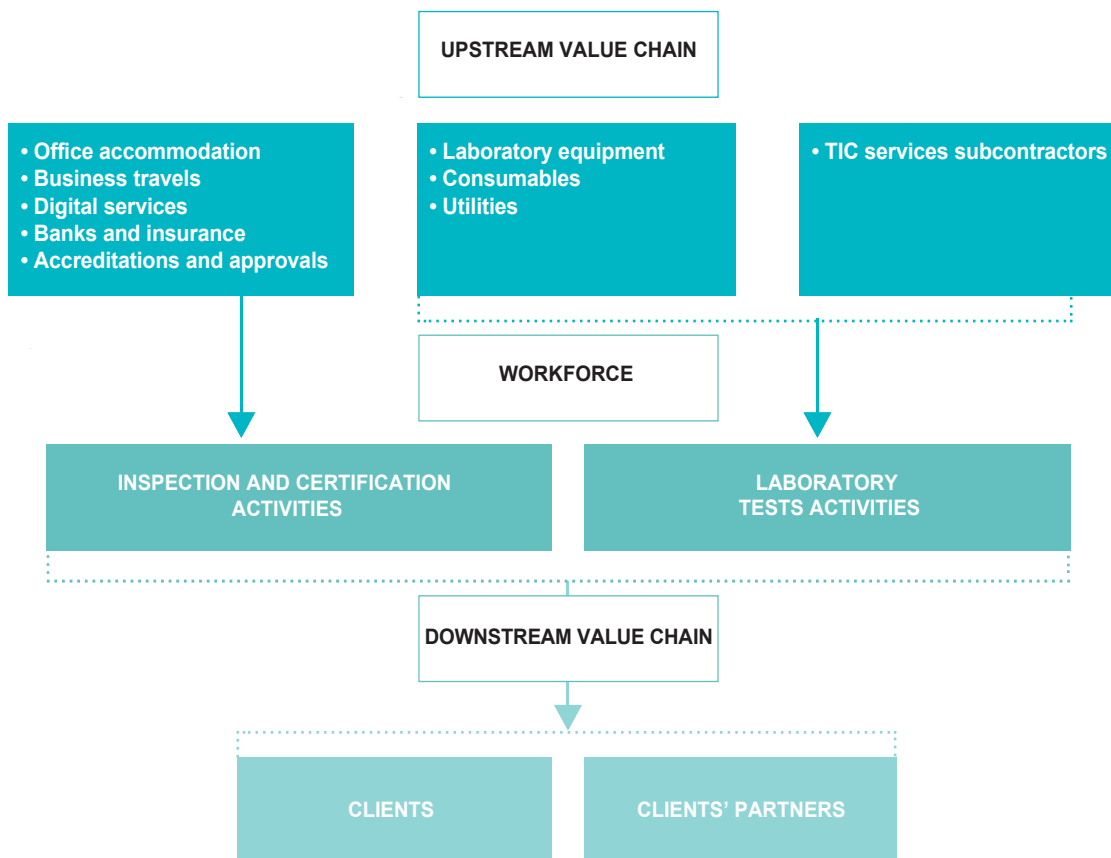 UPSTREAM VALUE CHAIN
• Office accommodation
• Business travels
• Digital services
• Banks and insurance
• Accreditations and approvals
• Laboratory equipment
• Consumables
• Utilities
• TIC services subcontractors
WORKFORCE
INSPECTION AND CERTIFICATION
ACTIVITIES
LABORATORY
TESTS ACTIVITIES
DOWNSTREAM VALUE CHAIN
CLIENTS
CLIENTS’ PARTNERS